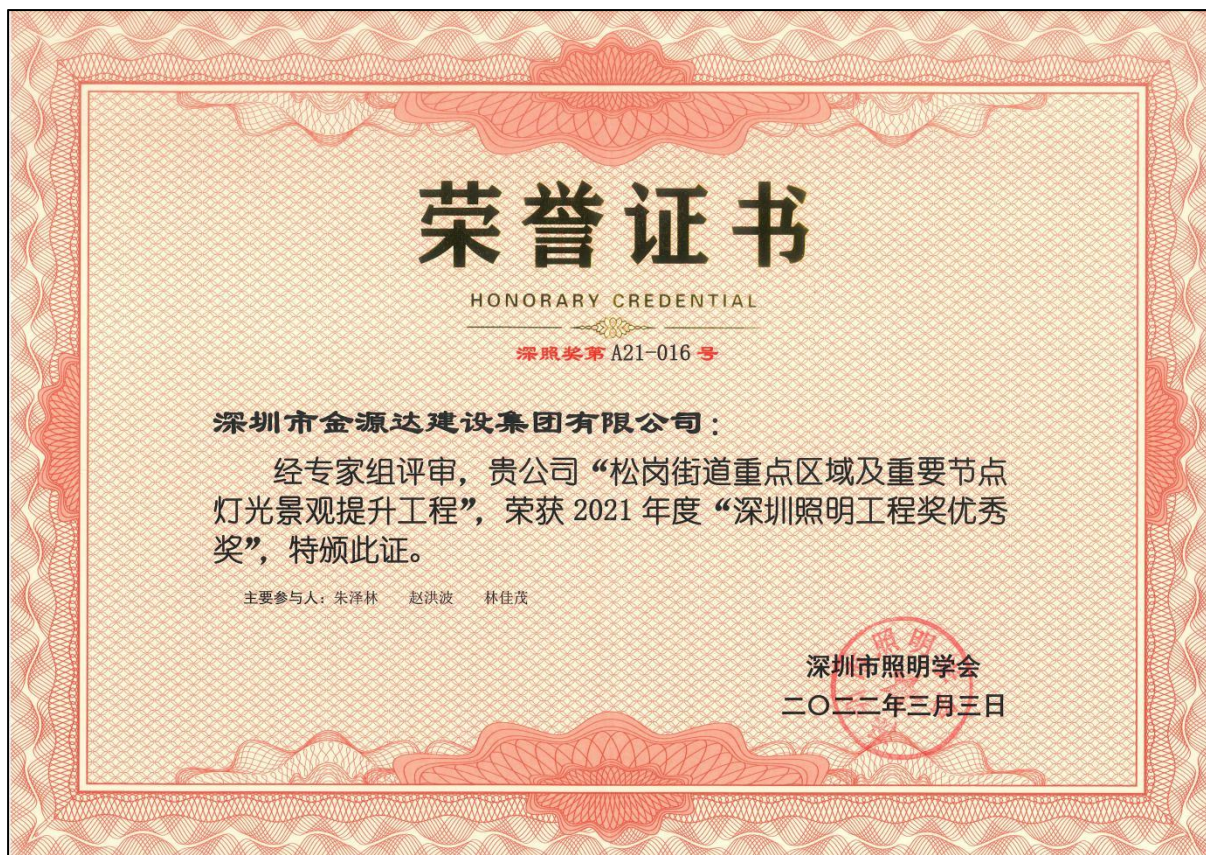 荣誉证书
HONORARY CREDENTIAL
深照奖第 A21-016 号
深圳市金源达建设集团有限公司：
经专家组评审，贵公司“松岗街道重点区域及重要节点
灯光景观提升工程”，荣获 2021 年度“深圳照明工程奖优秀
奖”，特颁此证。
主要参与人：朱泽林 赵洪波 林佳茂
深圳市照明学会
二〇二二年三月三日